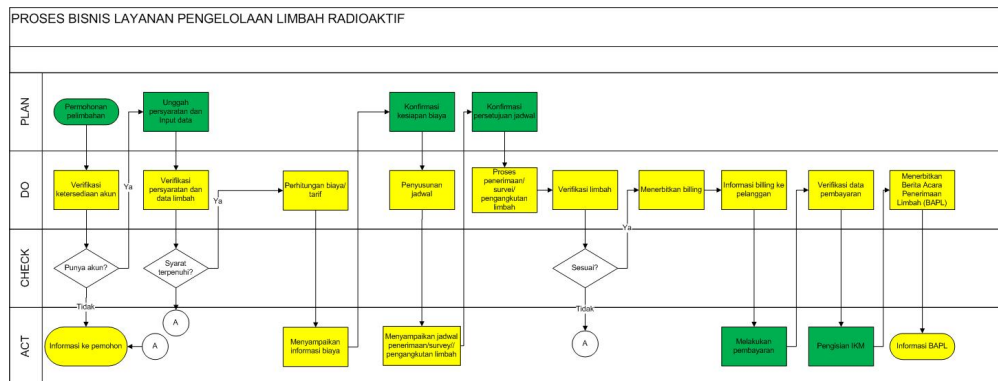 PROSES BISNIS LAYANAN PENGELOLAAN LIMBAH RADIOAKTIF
PLAN
Permohonan
pelimbahan
Unggah
persyaratan dan
Input data
Konfirmasi
kesiapan biaya
Konfirmasi
persetujuan jadwal
DO
Verifikasi
ketersediaan akun
Ya
Verifikasi
persyaratan dan
data limbah
Ya
Perhitungan biaya/
tarif
Penyusunan
jadwal
Proses
penerimaan/
survei/
pengangkutan
limbah
Verifikasi limbah
Menerbitkan billing
Informasi billing ke
pelanggan
Verifikasi data
pembayaran
Menerbitkan
Berita Acara
Penerimaan
Limbah (BAPL)
CHECK
Punya akun?
Syarat
terpenuhi?
Sesuai?
Ya
Tidak
Tidak
ACT
Informasi ke pemohon
A
A
Menyampaikan
informasi biaya
Menyampaikan jadwal
penerimaan/survey//
pengangkutan limbah
A
Melakukan
pembayaran
Pengisian IKM
Informasi BAPL